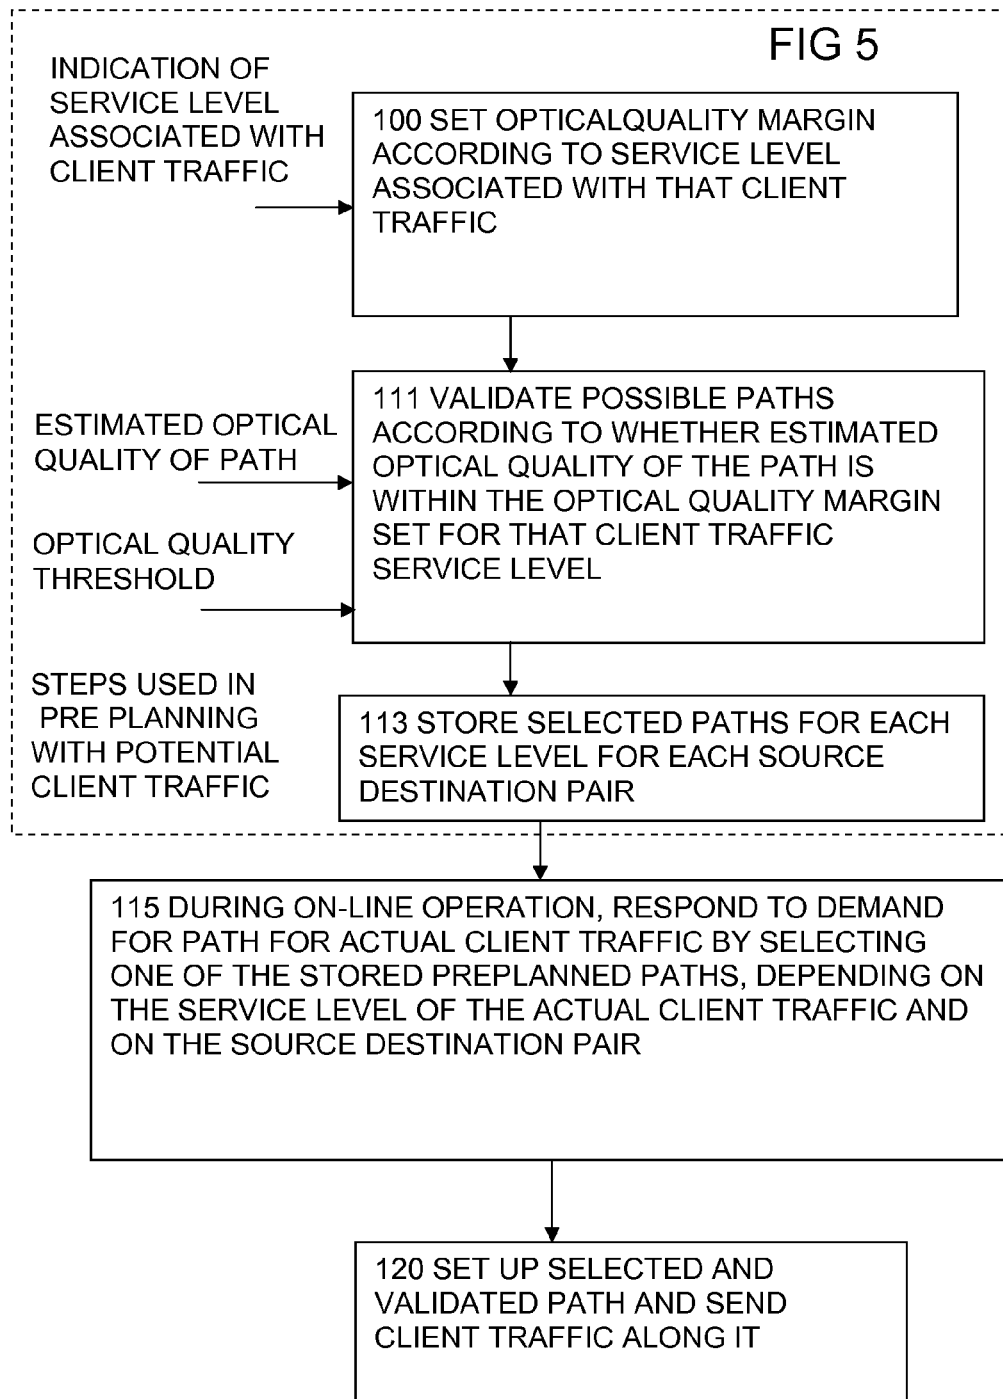 FIG 5
INDICATION OF
SERVICE LEVEL
ASSOCIATED WITH
CLIENT TRAFFIC
100 SET OPTICALQUALITY MARGIN
ACCORDING TO SERVICE LEVEL
ASSOCIATED WITH THAT CLIENT
TRAFFIC
ESTIMATED OPTICAL
QUALITY OF PATH
OPTICAL QUALITY
THRESHOLD
111 VALIDATE POSSIBLE PATHS
ACCORDING TO WHETHER ESTIMATED
OPTICAL QUALITY OF THE PATH IS
WITHIN THE OPTICAL QUALITY MARGIN
SET FOR THAT CLIENT TRAFFIC
SERVICE LEVEL
STEPS USED IN
PRE PLANNING
WITH POTENTIAL
CLIENT TRAFFIC
113 STORE SELECTED PATHS FOR EACH
SERVICE LEVEL FOR EACH SOURCE
DESTINATION PAIR
115 DURING ON-LINE OPERATION, RESPOND TO DEMAND
FOR PATH FOR ACTUAL CLIENT TRAFFIC BY SELECTING
ONE OF THE STORED PREPLANNED PATHS, DEPENDING ON
THE SERVICE LEVEL OF THE ACTUAL CLIENT TRAFFIC AND
ON THE SOURCE DESTINATION PAIR
120 SET UP SELECTED AND
VALIDATED PATH AND SEND
CLIENT TRAFFIC ALONG IT